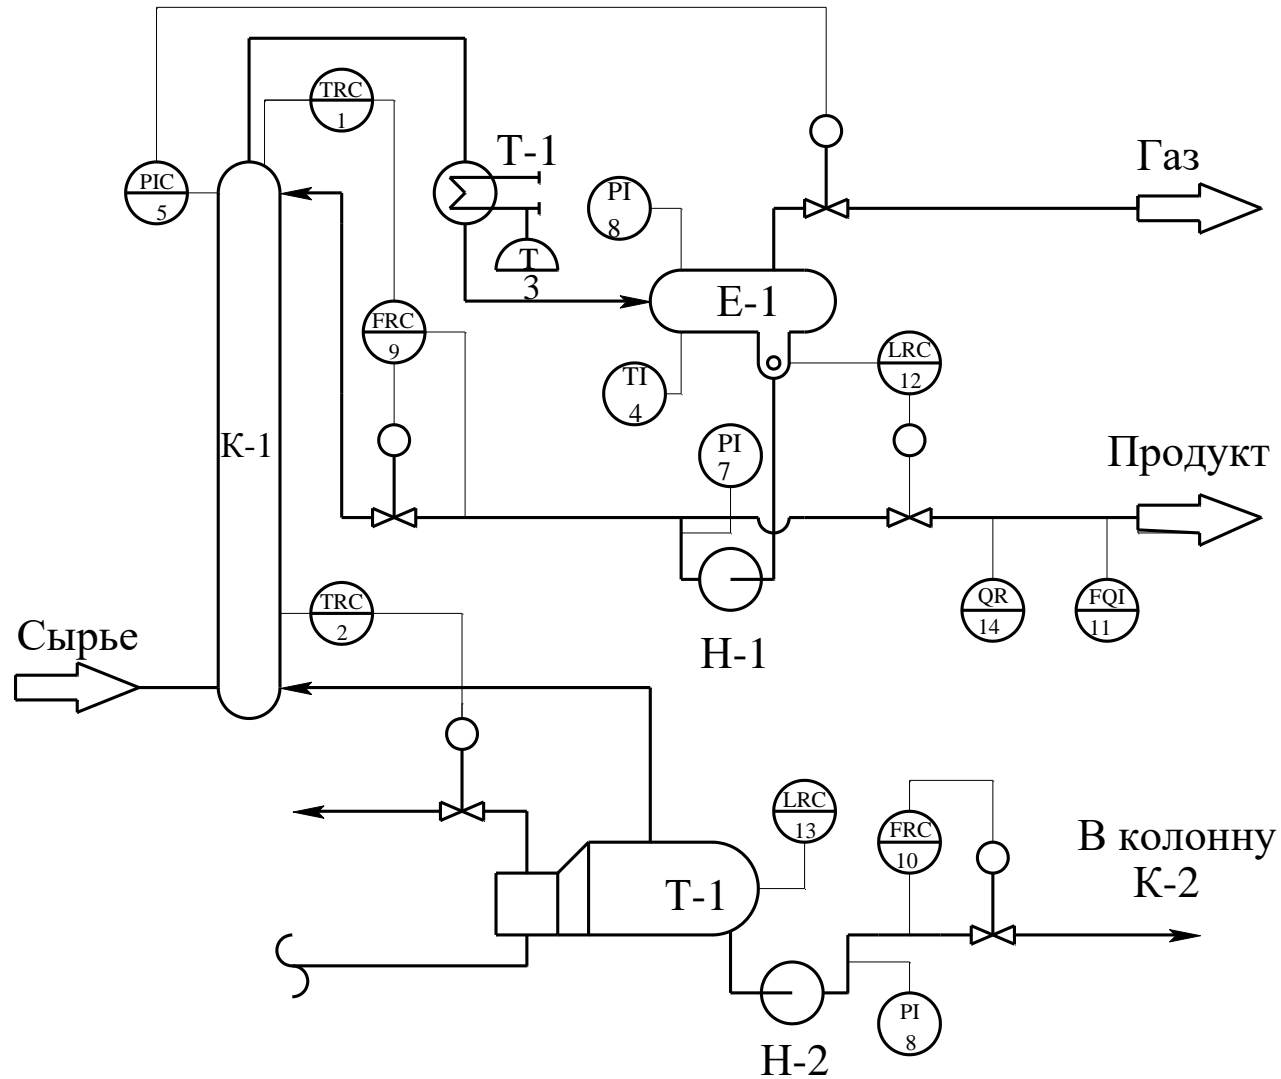 TRC
1
Т-1
Газ
PIC
5
PI
8
T
3
E-1
FRC
9
LRC
12
TI
4
К-1
PI
7
Продукт
TRC
2
QR
14
FQI
11
Сырье
Н-1
LRC
13
FRC
10
В колонну
К-2
Т-1
PI
8
Н-2